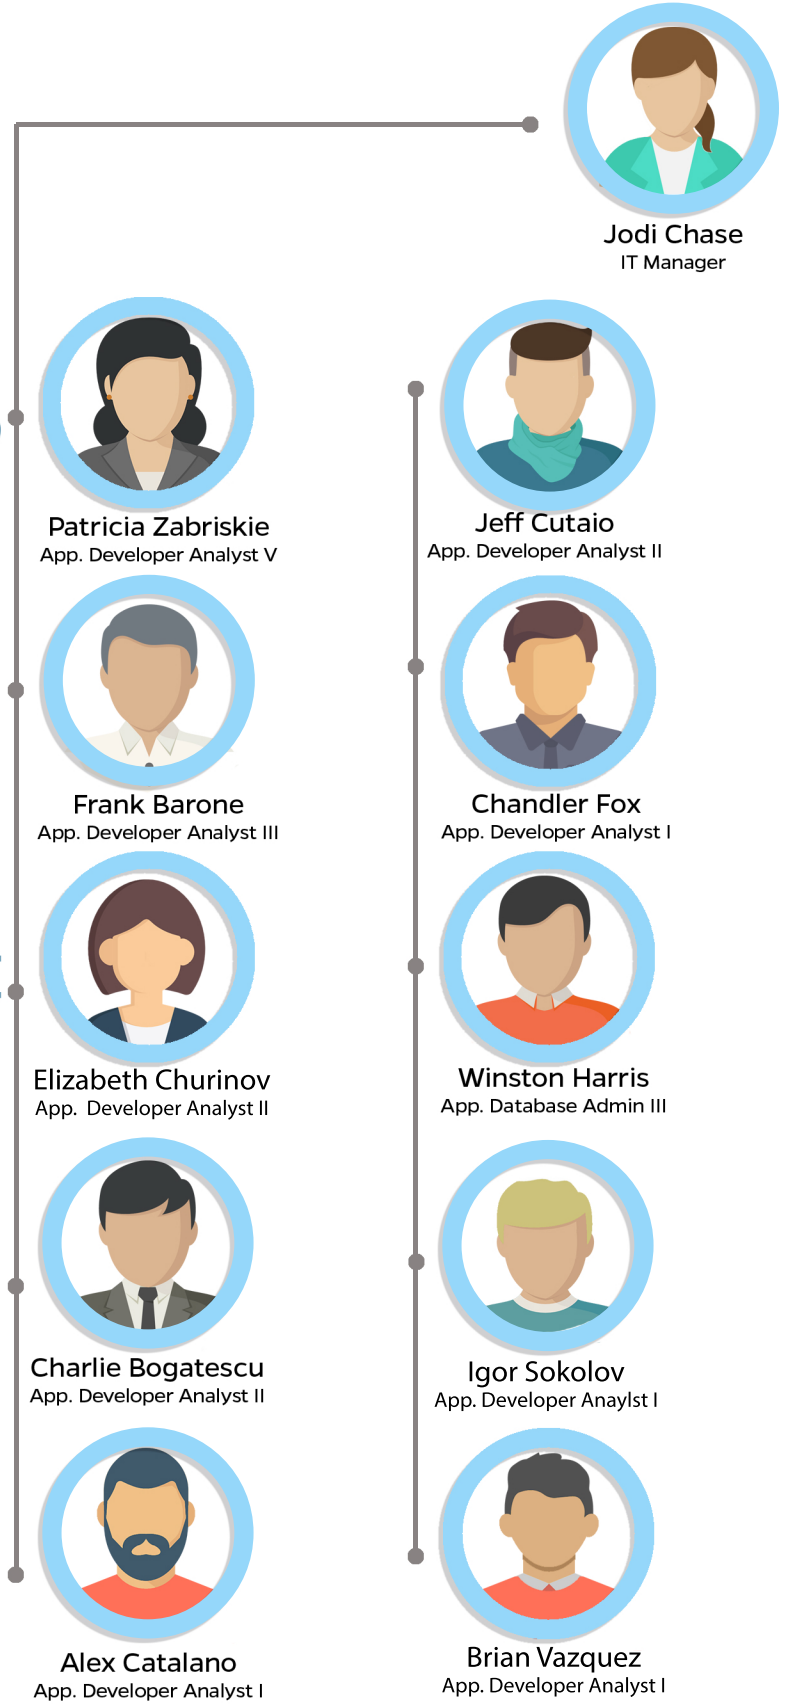 Jodi Chase
IT Manager
Patricia Zabriskie
App. Developer Analyst V
Jeff Cutaio
App. Developer Analyst II
Frank Barone
App. Developer Analyst III
Chandler Fox
App. Developer Analyst I
Elizabeth Churinov
App. Developer Analyst II
Winston Harris
App. Database Admin III
Charlie Bogatescu
App. Developer Analyst II
Igor Sokolov
App. Developer Anaylst I
Alex Catalano
App. Developer Analyst I
Brian Vazquez
App. Developer Analyst I